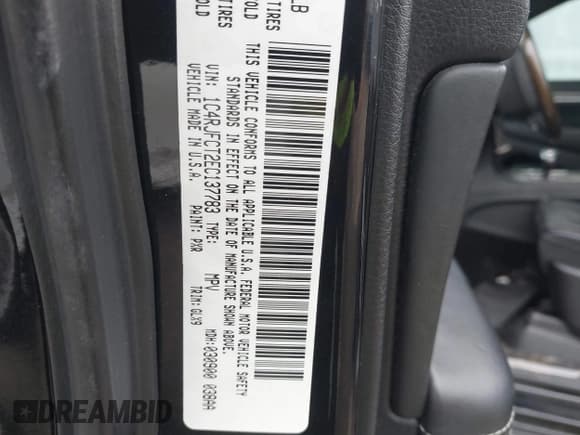 LB
TIRES
TIRES
OLD
OLD
THIS VEHICLE CONFORMS TO ALL APPLICABLE U.S.A. FEDERAL MOTOR VEHICLE SAFETY
STANDARDS IN EFFECT ON THE DATE OF MANUFACTURE SHOWN ABOVE.
VIN: 1C4RJFCT2EC137783 TYPE: MPV MDH:030900 038AA
VEHICLE MADE IN U.S.A. PAINT: PXR TRIM: GLX9
DREAMBID